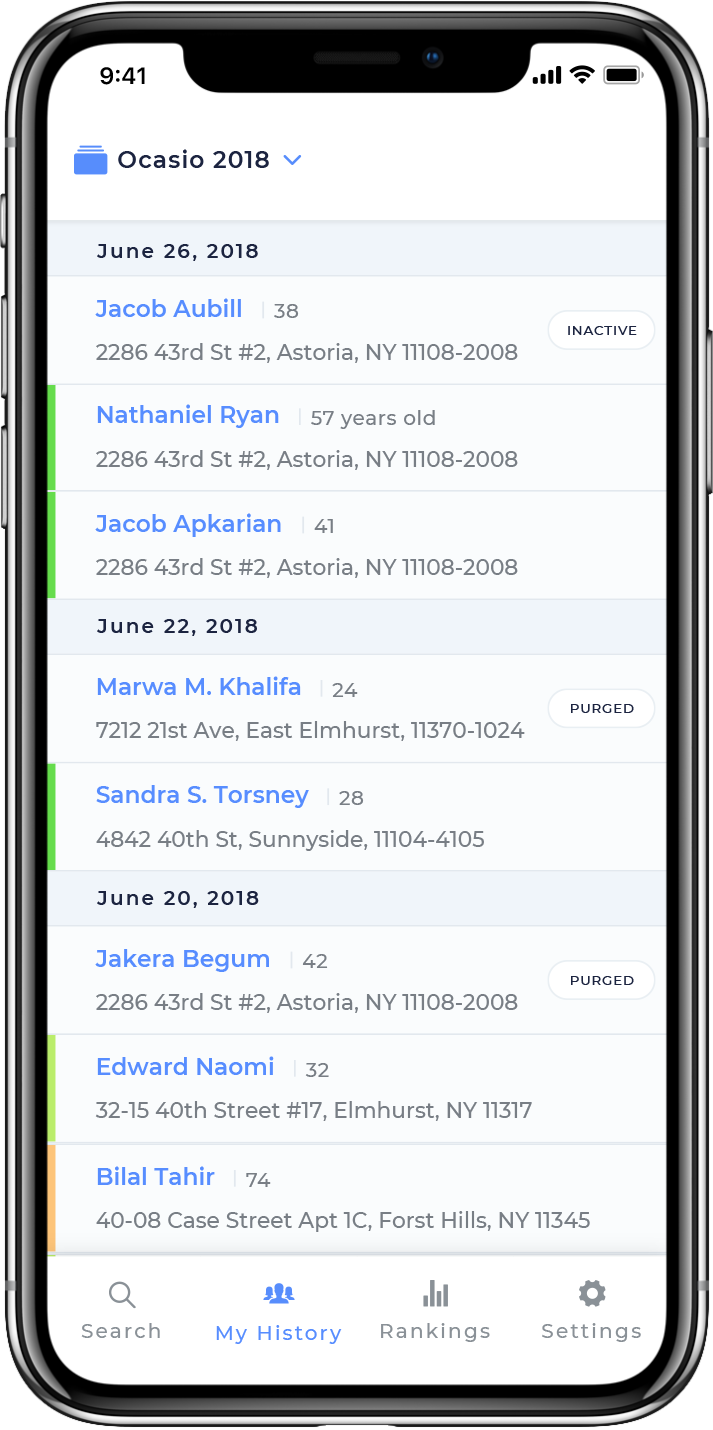 9:41
Ocasio 2018
June 26, 2018
Jacob Aubill 38
2286 43rd St #2, Astoria, NY 11108-2008
INACTIVE
Nathaniel Ryan 57 years old
2286 43rd St #2, Astoria, NY 11108-2008
Jacob Apkarian 41
2286 43rd St #2, Astoria, NY 11108-2008
June 22, 2018
Marwa M. Khalifa 24
7212 21st Ave, East Elmhurst, 11370-1024
PURGED
Sandra S. Torsney 28
4842 40th St, Sunnyside, 11104-4105
June 20, 2018
Jakera Begum 42
2286 43rd St #2, Astoria, NY 11108-2008
PURGED
Edward Naomi 32
32-15 40th Street #17, Elmhurst, NY 11317
Bilal Tahir 74
40-08 Case Street Apt 1C, Forst Hills, NY 11345
Search My History Rankings Settings